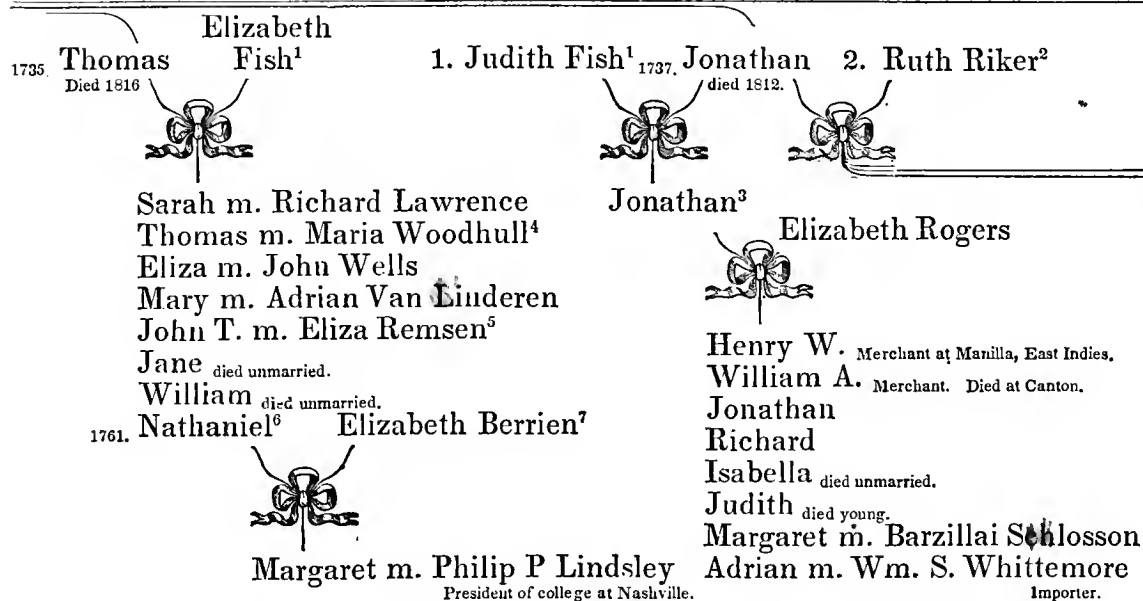 Elizabeth
1735. Thomas Fish¹ 1. Judith Fish¹ 1737. Jonathan 2. Ruth Riker²
Died 1816 died 1812.
Sarah m. Richard Lawrence
Thomas m. Maria Woodhull⁴
Eliza m. John Wells
Mary m. Adrian Van Linderen
John T. m. Eliza Remsen⁵
Jane died unmarried.
William died unmarried.
1761. Nathaniel⁶ Elizabeth Berrien⁷
Margaret m. Philip P Lindsley
President of college at Nashville.
Jonathan³
Elizabeth Rogers
Henry W. Merchant at Manilla, East Indies.
William A. Merchant. Died at Canton.
Jonathan
Richard
Isabella died unmarried.
Judith died young.
Margaret m. Barzillai
Adrian m. Wm. S. Whittemore
Importer.